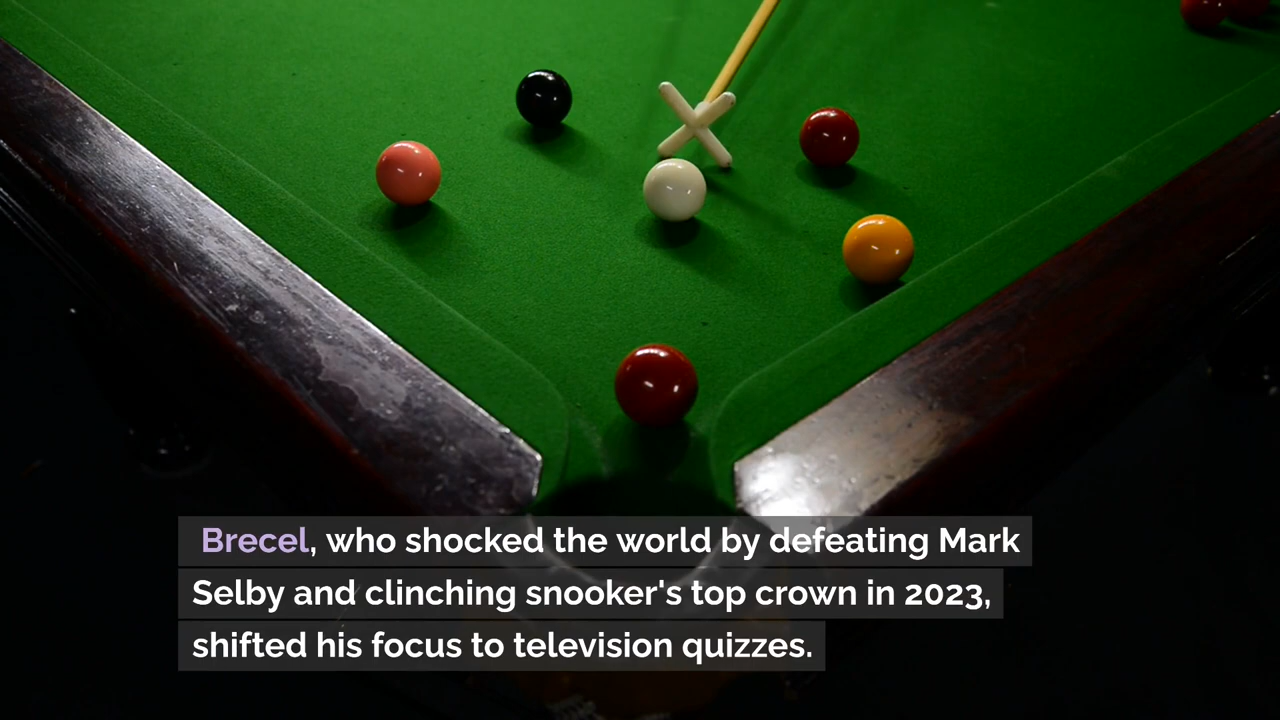 Brecel, who shocked the world by defeating Mark
Selby and clinching snooker's top crown in 2023,
shifted his focus to television quizzes.